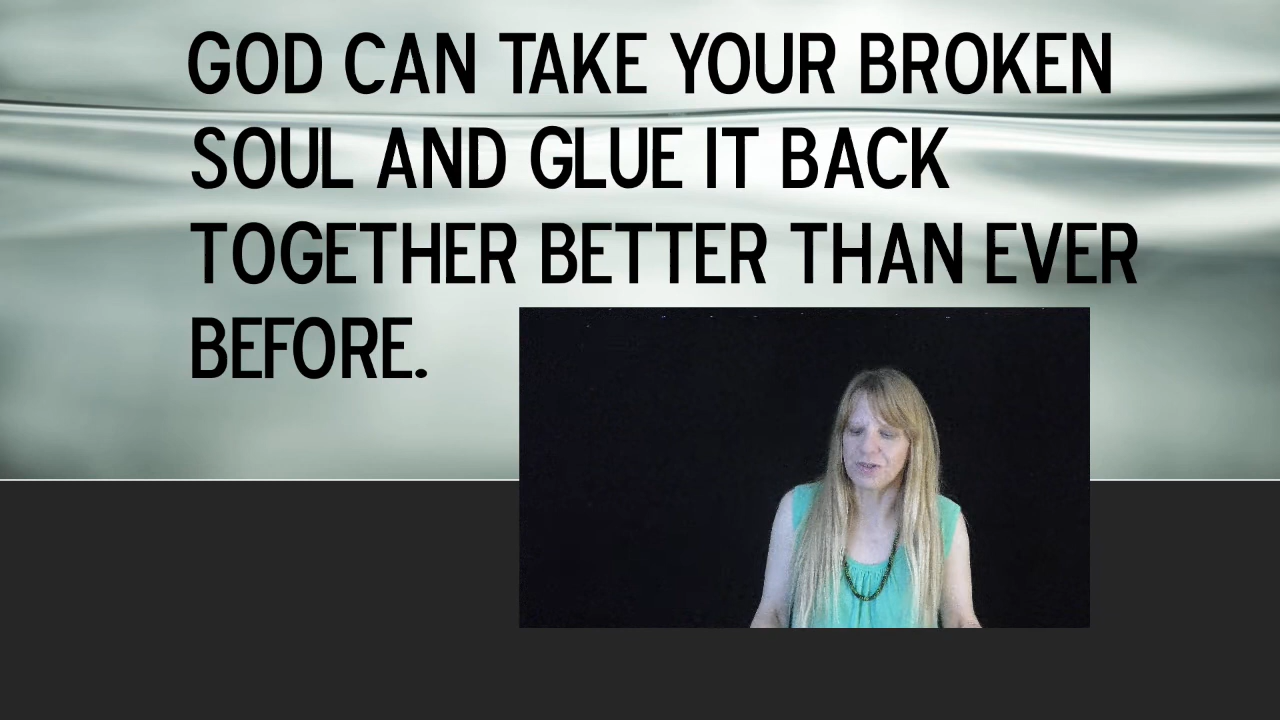 GOD CAN TAKE YOUR BROKEN
SOUL AND GLUE IT BACK
TOGETHER BETTER THAN EVER
BEFORE.